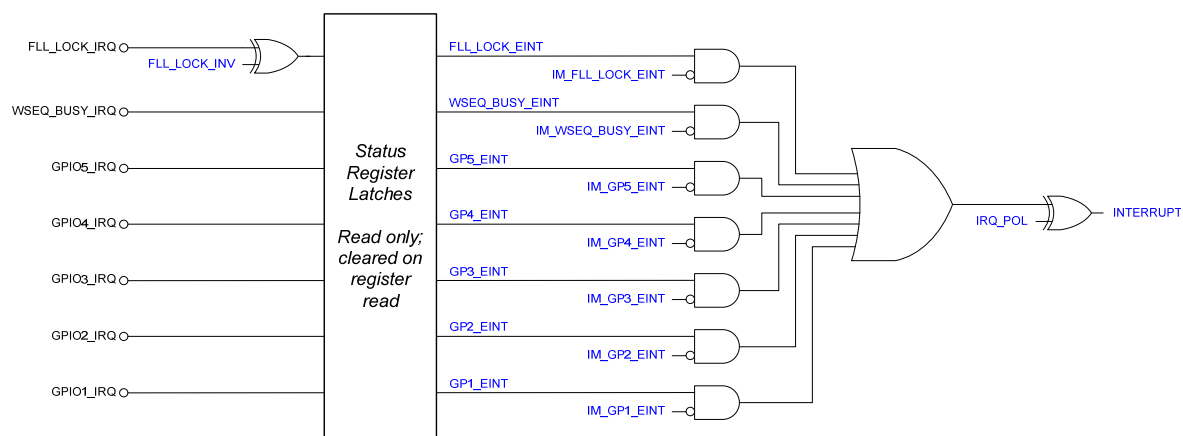 FLL_LOCK_IRQ
FLL_LOCK_INV
WSEQ_BUSY_IRQ
GPIO5_IRQ
GPIO4_IRQ
GPIO3_IRQ
GPIO2_IRQ
GPIO1_IRQ
Status
Register
Latches
Read only;
cleared on
register
read
FLL_LOCK_EINT
IM_FLL_LOCK_EINT
WSEQ_BUSY_EINT
IM_WSEQ_BUSY_EINT
GP5_EINT
IM_GP5_EINT
GP4_EINT
IM_GP4_EINT
GP3_EINT
IM_GP3_EINT
GP2_EINT
IM_GP2_EINT
GP1_EINT
IM_GP1_EINT
IRQ_POL
INTERRUPT